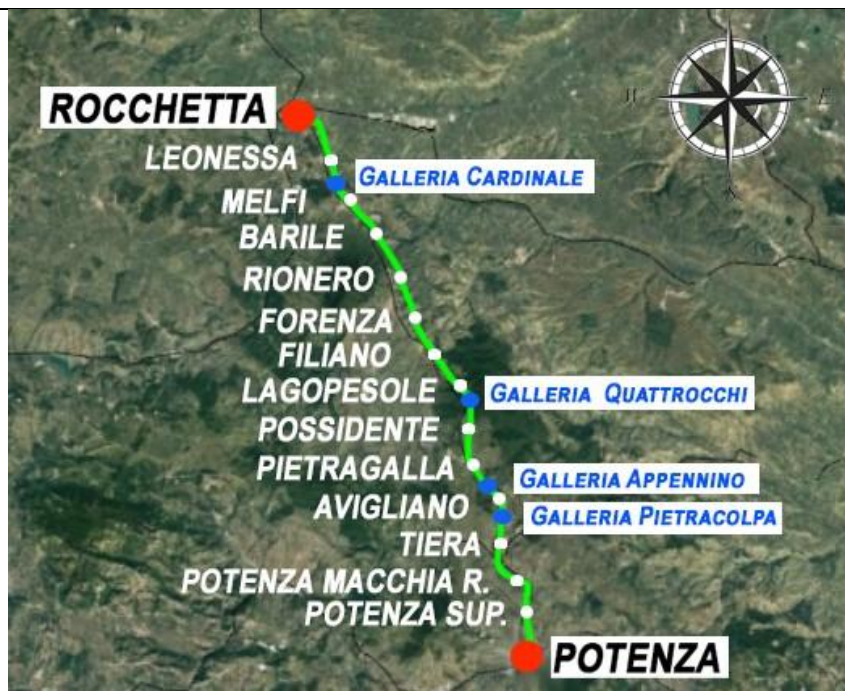 ROCCHETTA
LEONESSA
GALLERIA CARDINALE
MELFI
BARILE
RIONERO
FORENZA
FILIANO
LAGOPESOLE
GALLERIA QUATTROCCHI
POSSIDENTE
PIETRAGALLA
GALLERIA APPENNINO
AVIGLIANO
GALLERIA PIETRACOLPA
TIERA
POTENZA MACCHIA R.
POTENZA SUP.
POTENZA